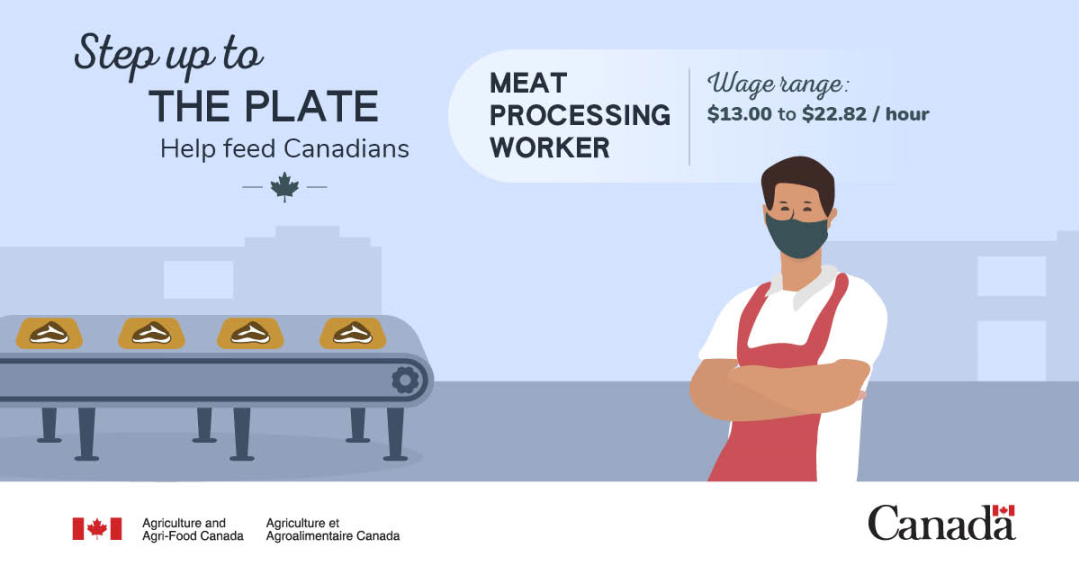 Step up to
THE PLATE
Help feed Canadians
MEAT
PROCESSING
WORKER
Wage range:
$13.00 to $22.82 / hour
Agriculture and
Agri-Food Canada
Agriculture et
Agroalimentaire Canada
Canada